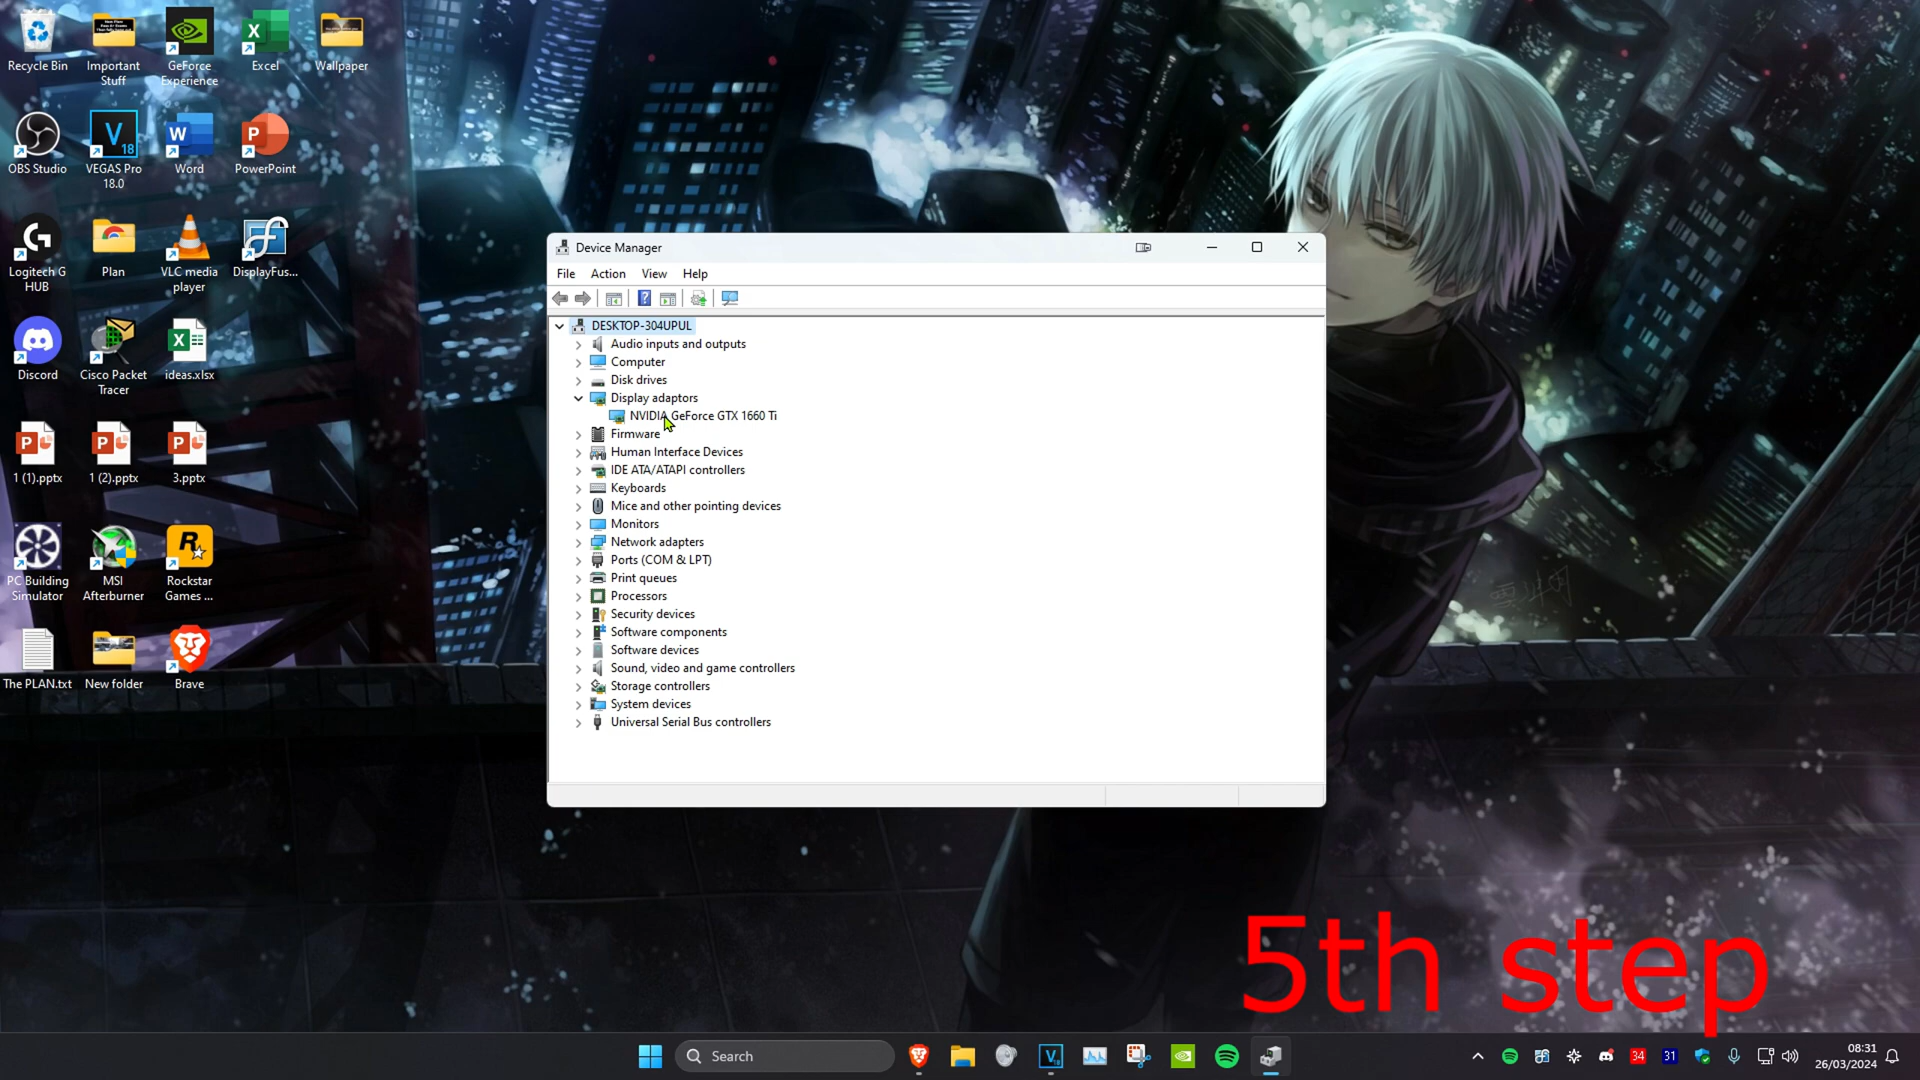 Recycle Bin
Important
Stuff
GeForce
Experience
Excel
Wallpaper
OBS Studio
VEGAS Pro
18.0
Word
PowerPoint
Logitech G
HUB
Plan
VLC media
player
DisplayFus...
Discord
Cisco Packet
Tracer
ideas.xlsx
1 (1).pptx
1 (2).pptx
3.pptx
PC Building
Simulator
MSI
Afterburner
Rockstar
Games ...
The PLAN.txt
New folder
Brave
Device Manager
File Action View Help
DESKTOP-304UPUL
Audio inputs and outputs
Computer
Disk drives
Display adaptors
NVIDIA GeForce GTX 1660 Ti
Firmware
Human Interface Devices
IDE ATA/ATAPI controllers
Keyboards
Mice and other pointing devices
Monitors
Network adapters
Ports (COM & LPT)
Print queues
Processors
Security devices
Software components
Software devices
Sound, video and game controllers
Storage controllers
System devices
Universal Serial Bus controllers
5th step
Search
34
31
08:31
26/03/2024